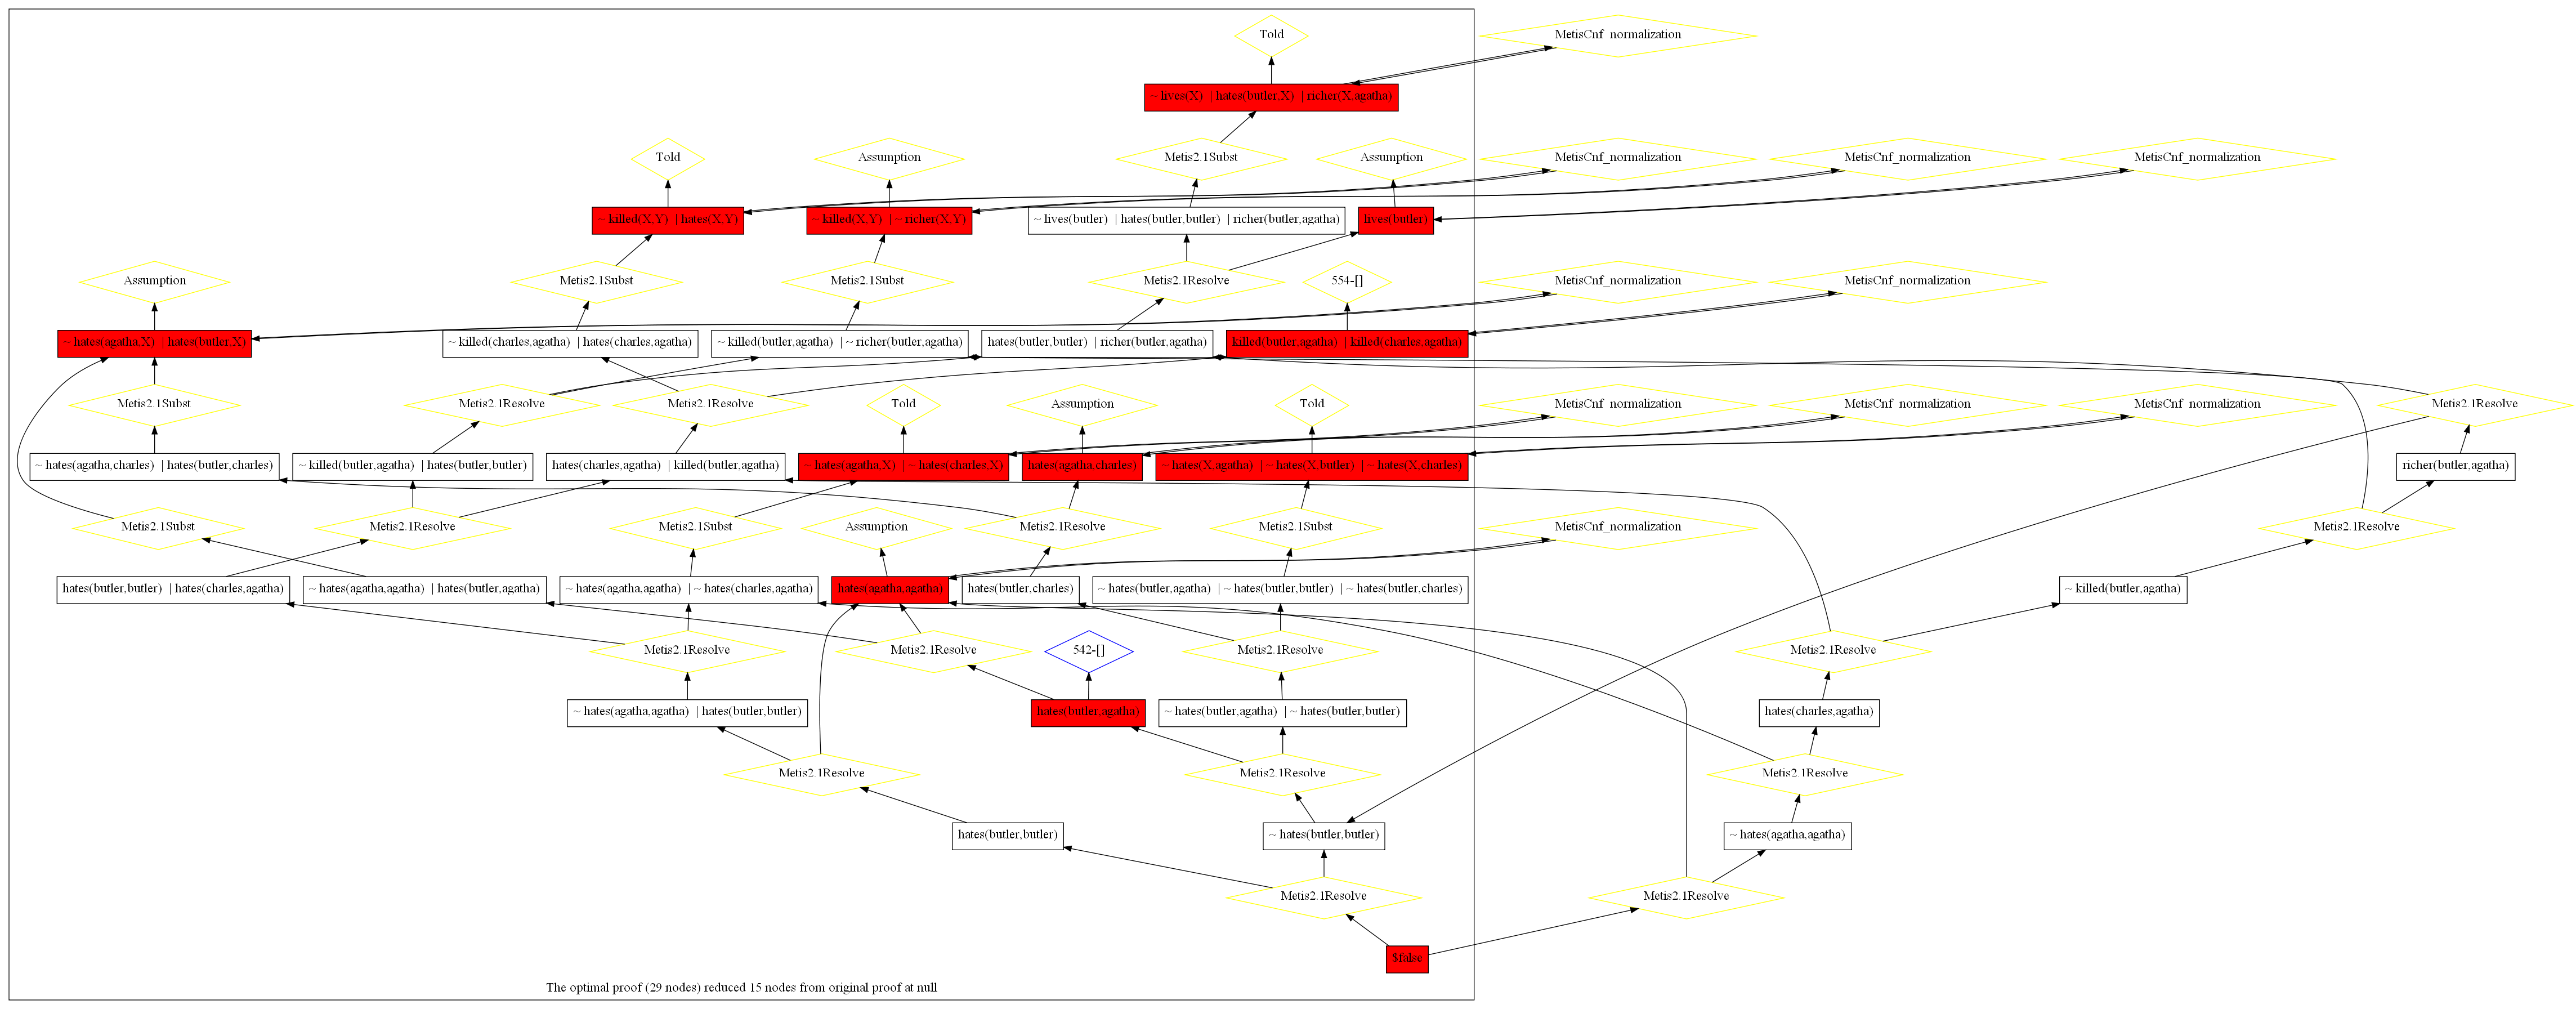 Told
MetisCnf_normalization
~ lives(X) | hates(butler,X) | richer(X,agatha)
Told
Assumption
Metis2.1Subst
Assumption
MetisCnf_normalization
MetisCnf_normalization
MetisCnf_normalization
~ killed(X,Y) | hates(X,Y)
~ killed(X,Y) | ~ richer(X,Y)
~ lives(butler) | hates(butler,butler) | richer(butler,agatha)
lives(butler)
Assumption
Metis2.1Subst
Metis2.1Subst
Metis2.1Resolve
554-[]
MetisCnf_normalization
MetisCnf_normalization
~ hates(agatha,X) | hates(butler,X)
~ killed(charles,agatha) | hates(charles,agatha)
~ killed(butler,agatha) | ~ richer(butler,agatha)
hates(butler,butler) | richer(butler,agatha)
killed(butler,agatha) | killed(charles,agatha)
Metis2.1Subst
Metis2.1Resolve
Metis2.1Resolve
Told
Assumption
Told
MetisCnf_normalization
MetisCnf_normalization
MetisCnf_normalization
Metis2.1Resolve
~ hates(agatha,charles) | hates(butler,charles)
~ killed(butler,agatha) | hates(butler,butler)
hates(charles,agatha) | killed(butler,agatha)
~ hates(agatha,X) | ~ hates(charles,X)
hates(agatha,charles)
~ hates(X,agatha) | ~ hates(X,butler) | ~ hates(X,charles)
richer(butler,agatha)
Metis2.1Subst
Metis2.1Resolve
Metis2.1Subst
Assumption
Metis2.1Resolve
Metis2.1Subst
MetisCnf_normalization
Metis2.1Resolve
hates(butler,butler) | hates(charles,agatha)
~ hates(agatha,agatha) | hates(butler,agatha)
~ hates(agatha,agatha) | ~ hates(charles,agatha)
hates(agatha,agatha)
hates(butler,charles)
~ hates(butler,agatha) | ~ hates(butler,butler) | ~ hates(butler,charles)
~ killed(butler,agatha)
Metis2.1Resolve
Metis2.1Resolve
542-[]
Metis2.1Resolve
Metis2.1Resolve
~ hates(agatha,agatha) | hates(butler,butler)
hates(butler,agatha)
~ hates(butler,agatha) | ~ hates(butler,butler)
hates(charles,agatha)
Metis2.1Resolve
Metis2.1Resolve
Metis2.1Resolve
hates(butler,butler)
~ hates(butler,butler)
~ hates(agatha,agatha)
Metis2.1Resolve
Metis2.1Resolve
$false
The optimal proof (29 nodes) reduced 15 nodes from original proof at null